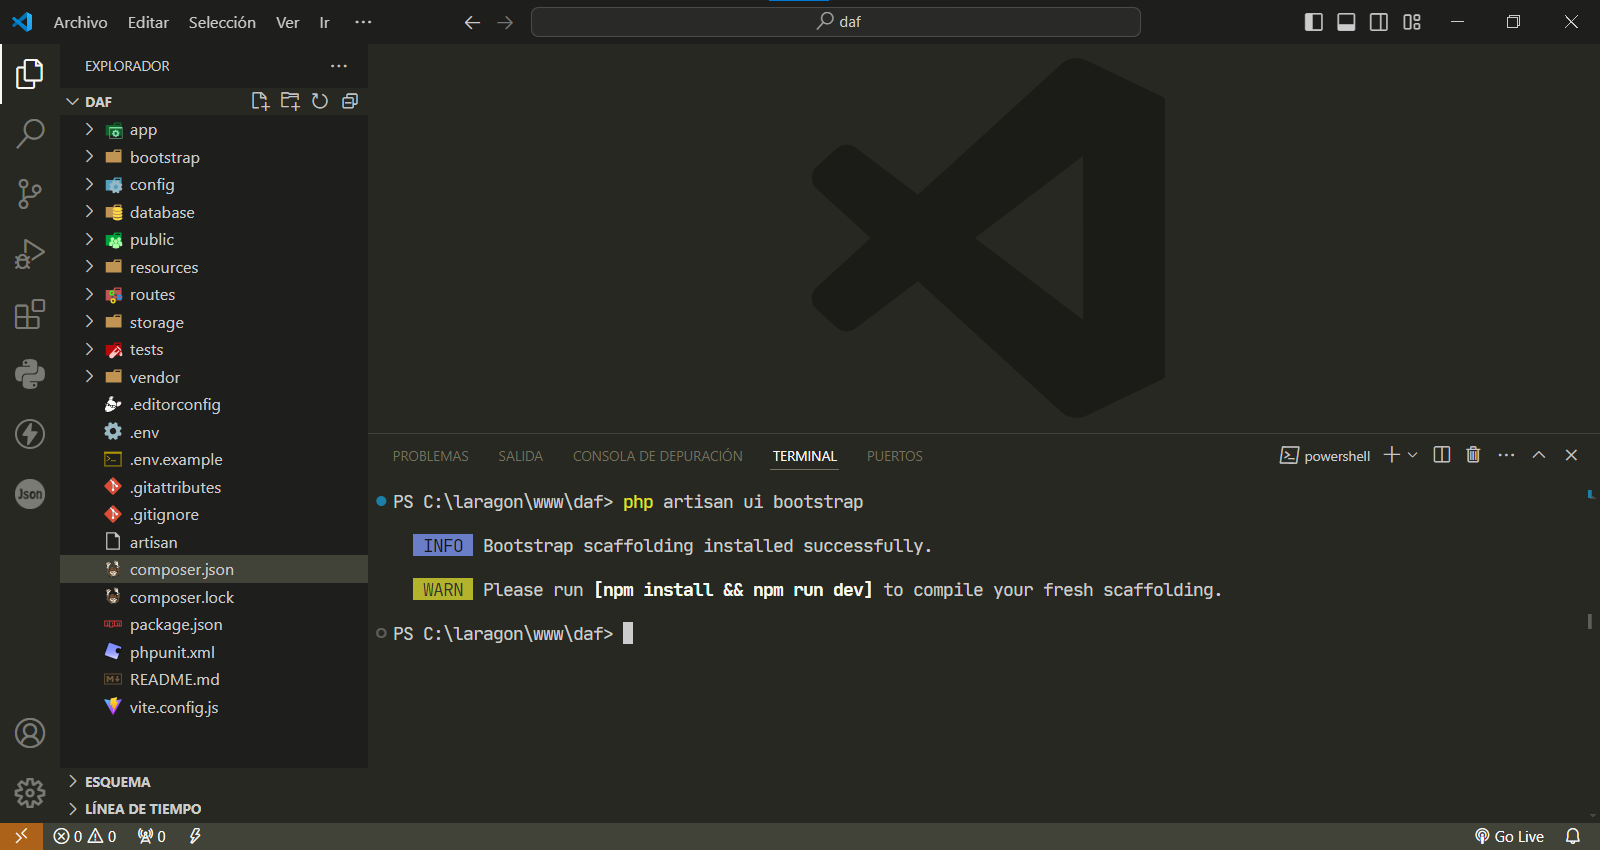 Archivo Editar Selección Ver Ir ···
daf
EXPLORADOR
DAF
app
bootstrap
config
database
public
resources
routes
storage
tests
vendor
.editorconfig
.env
.env.example
.gitattributes
.gitignore
artisan
composer.json
composer.lock
package.json
phpunit.xml
README.md
vite.config.js
ESQUEMA
LÍNEA DE TIEMPO
Json
PROBLEMAS SALIDA CONSOLA DE DEPURACIÓN TERMINAL PUERTOS
powershell
PS C:\laragon\www\daf> php artisan ui bootstrap
INFO Bootstrap scaffolding installed successfully.
WARN Please run [npm install && npm run dev] to compile your fresh scaffolding.
PS C:\laragon\www\daf>
0 0 0
Go Live